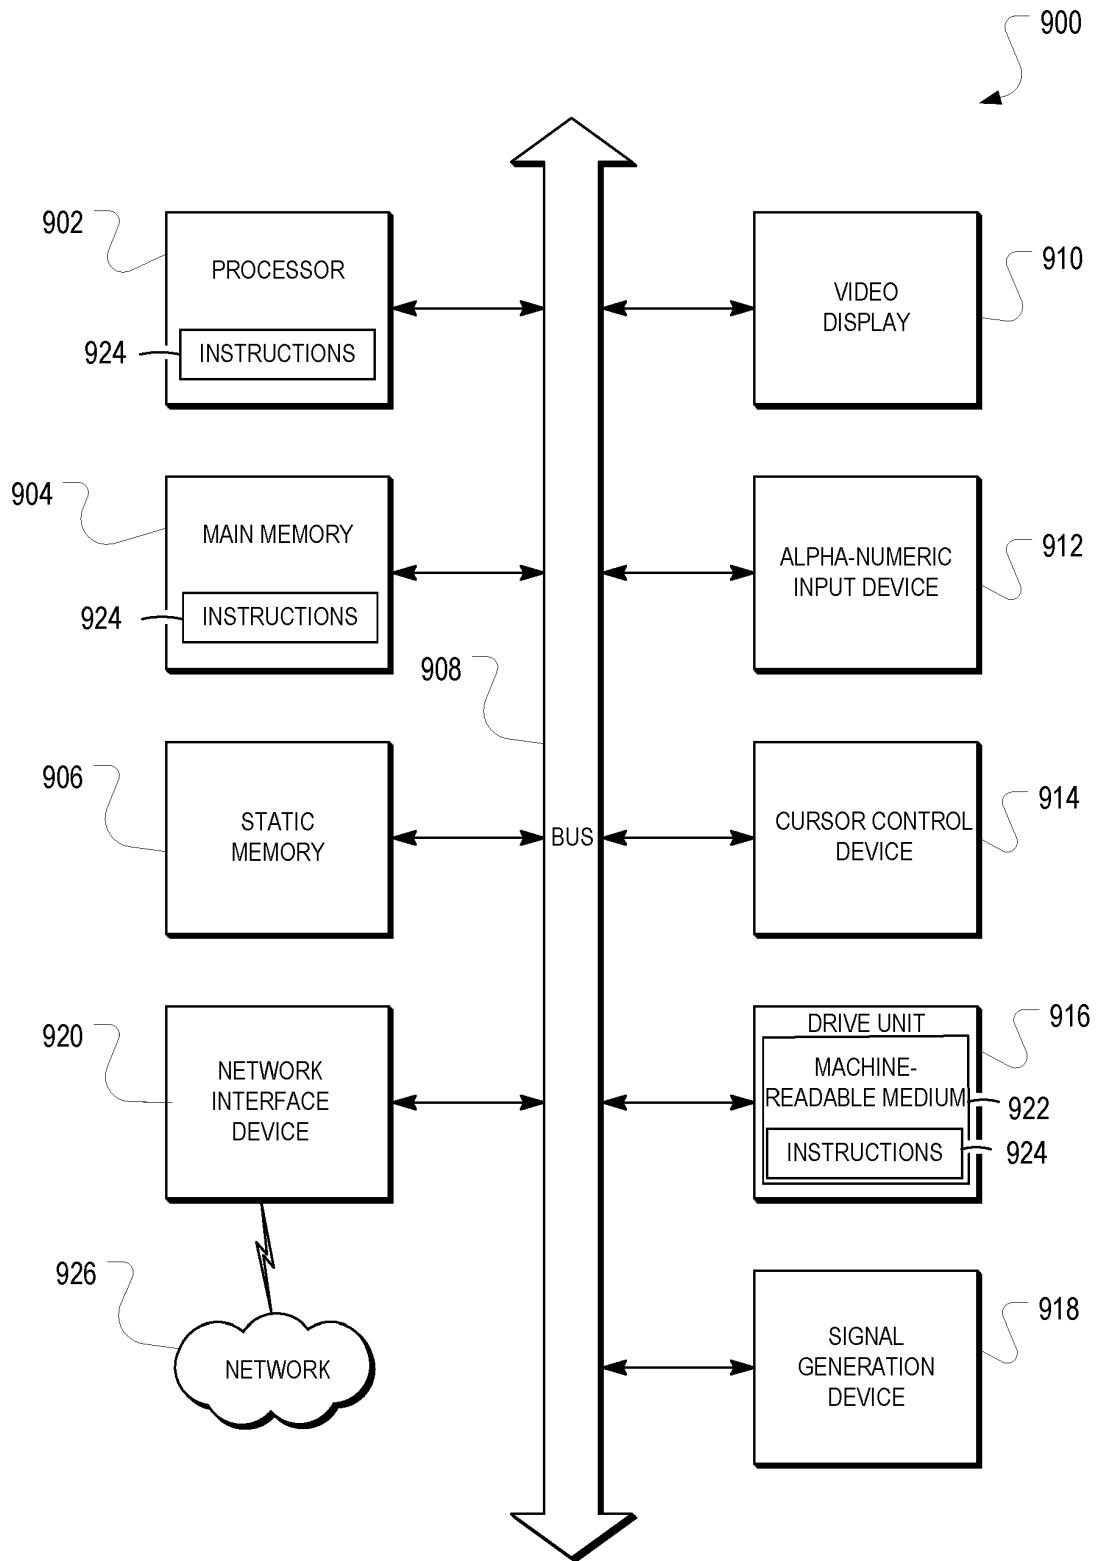 900
902
PROCESSOR
924
INSTRUCTIONS
910
VIDEO
DISPLAY
904
MAIN MEMORY
924
INSTRUCTIONS
912
ALPHA-NUMERIC
INPUT DEVICE
908
906
STATIC
MEMORY
BUS
914
CURSOR CONTROL
DEVICE
920
NETWORK
INTERFACE
DEVICE
916
DRIVE UNIT
MACHINE-
READABLE MEDIUM
922
INSTRUCTIONS
924
926
NETWORK
918
SIGNAL
GENERATION
DEVICE